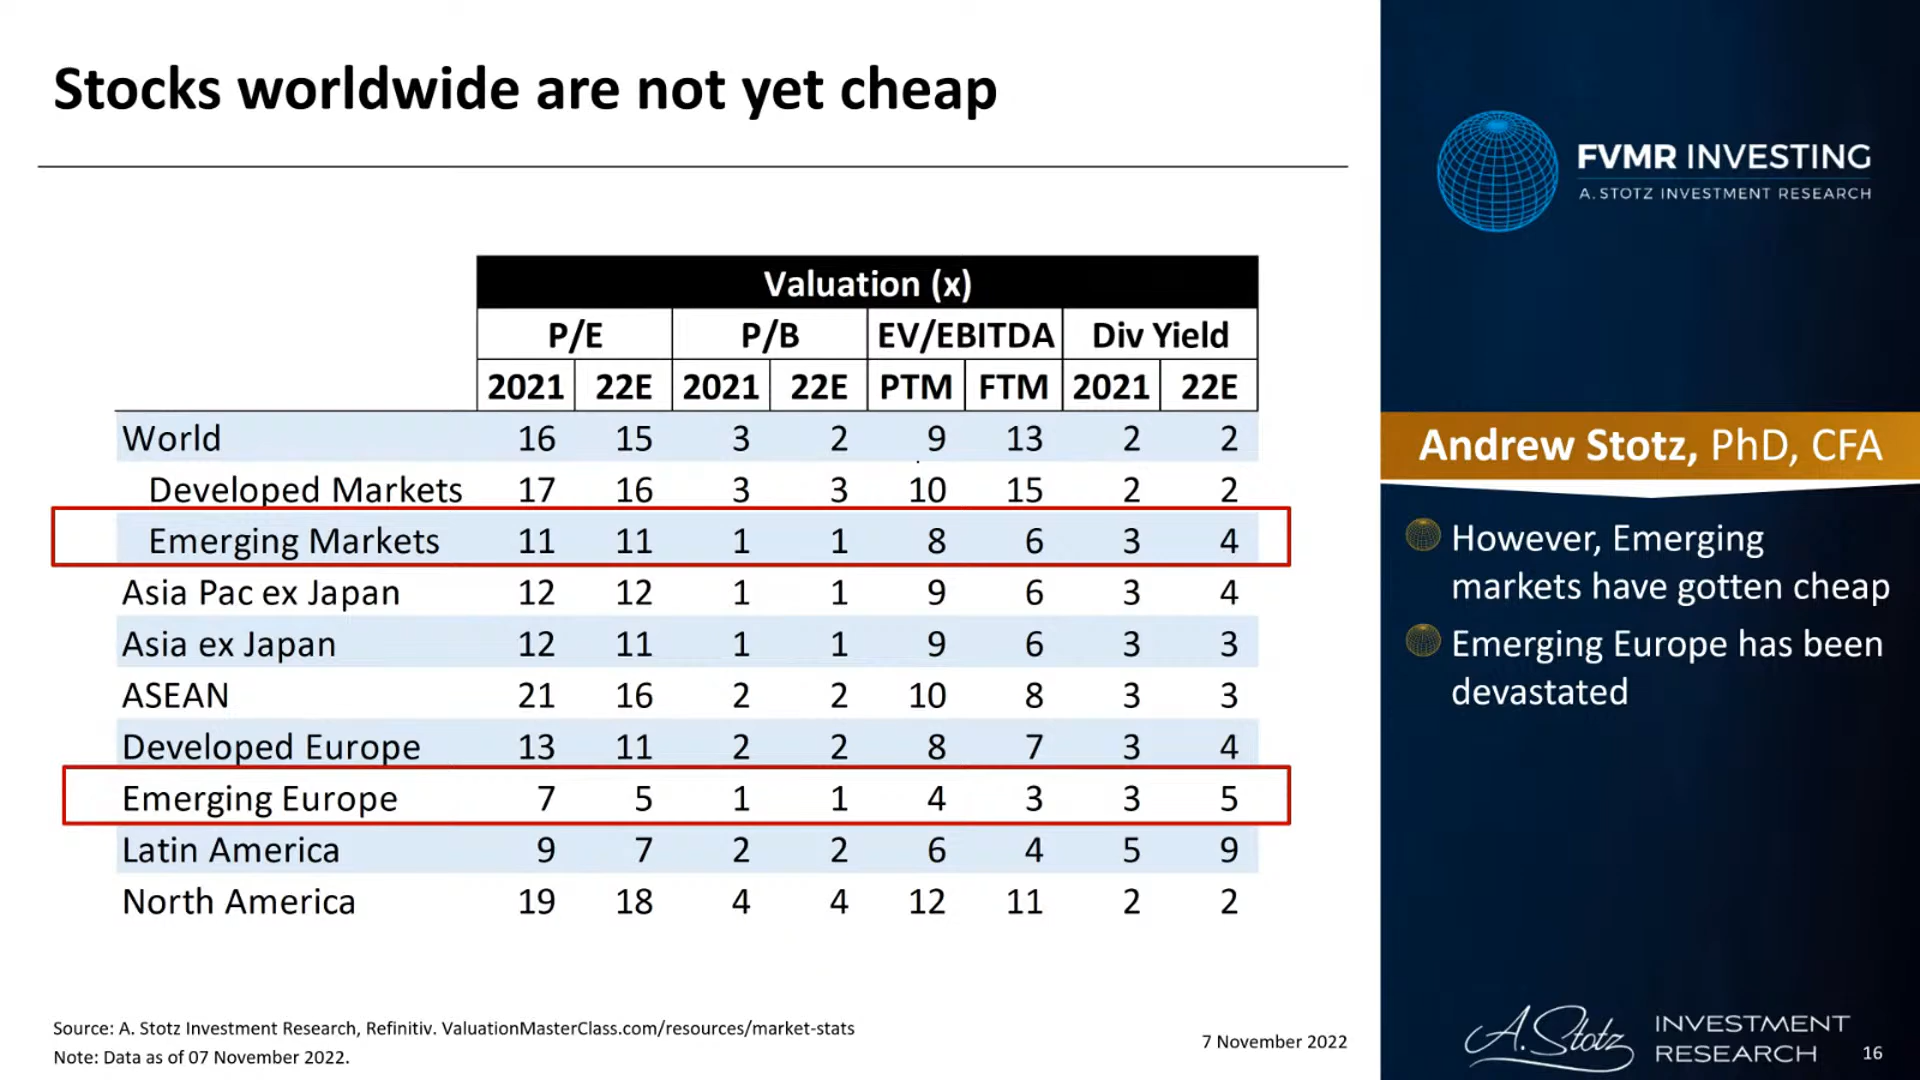 Stocks worldwide are not yet cheap
Valuation (x)
P/E P/B EV/EBITDA Div Yield
2021 22E 2021 22E PTM FTM 2021 22E
World 16 15 3 2 9 13 2 2
Developed Markets 17 16 3 3 10 15 2 2
Emerging Markets 11 11 1 1 8 6 3 4
Asia Pac ex Japan 12 12 1 1 9 6 3 4
Asia ex Japan 12 11 1 1 9 6 3 3
ASEAN 21 16 2 2 10 8 3 3
Developed Europe 13 11 2 2 8 7 3 4
Emerging Europe 7 5 1 1 4 3 3 5
Latin America 9 7 2 2 6 4 5 9
North America 19 18 4 4 12 11 2 2
Source: A. Stotz Investment Research, Refinitiv. ValuationMasterClass.com/resources/market-stats
Note: Data as of 07 November 2022.
7 November 2022
FVMR INVESTING
A. STOTZ INVESTMENT RESEARCH
Andrew Stotz, PhD, CFA
However, Emerging
markets have gotten cheap
Emerging Europe has been
devastated
A. Stotz INVESTMENT
RESEARCH
16